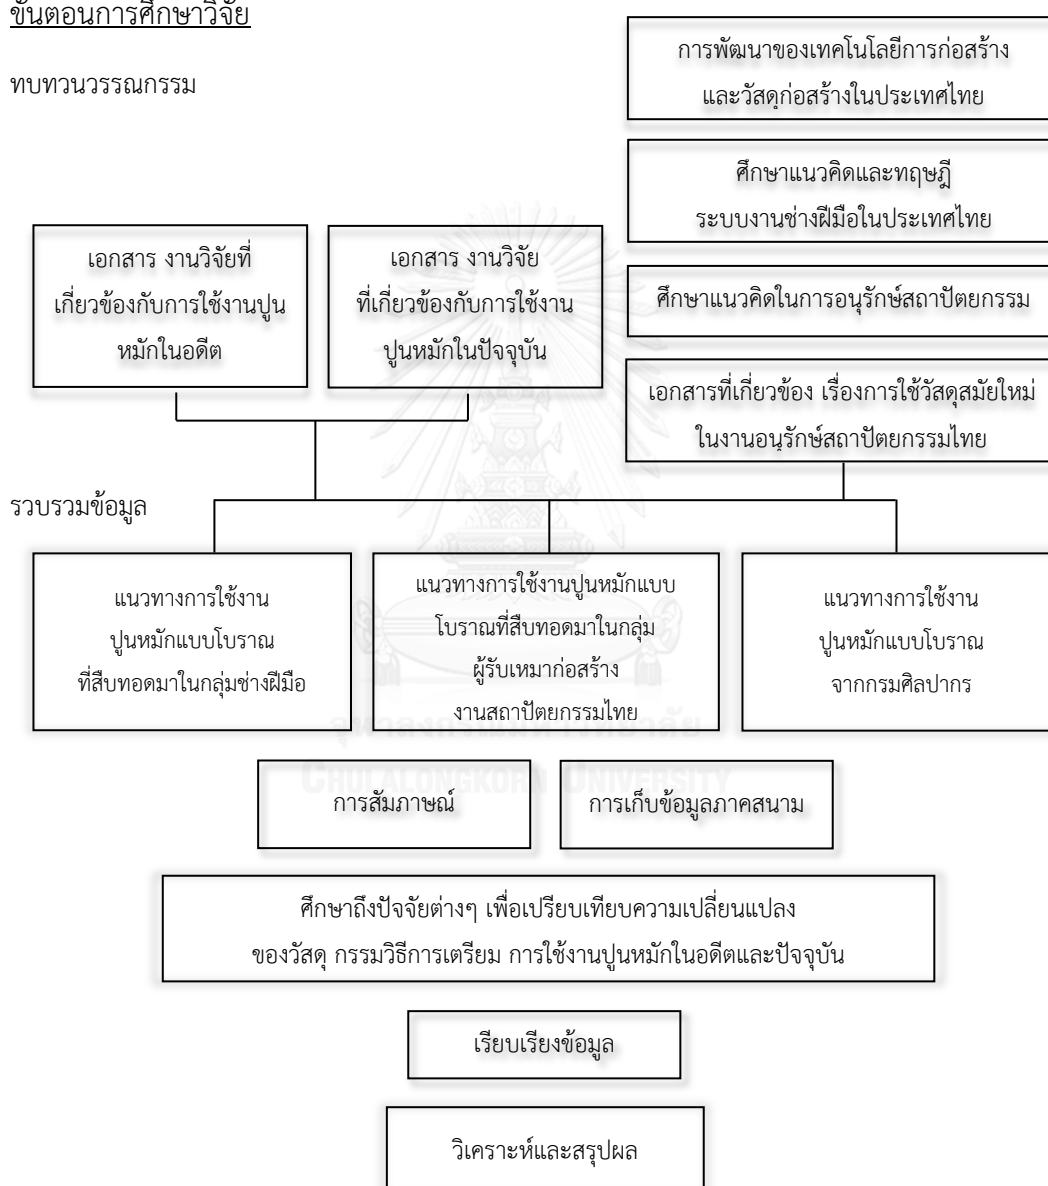 ขั้นตอนการศึกษาวิจัย
ทบทวนวรรณกรรม
การพัฒนาของเทคโนโลยีการก่อสร้าง
และวัสดุก่อสร้างในประเทศไทย
ศึกษาแนวคิดและทฤษฎี
ระบบงานช่างฝีมือในประเทศไทย
เอกสาร งานวิจัยที่
เกี่ยวข้องกับการใช้งานปูน
หมักในอดีต
เอกสาร งานวิจัย
ที่เกี่ยวข้องกับการใช้งาน
ปูนหมักในปัจจุบัน
ศึกษาแนวคิดในการอนุรักษ์สถาปัตยกรรม
เอกสารที่เกี่ยวข้อง เรื่องการใช้วัสดุสมัยใหม่
ในงานอนุรักษ์สถาปัตยกรรมไทย
รวบรวมข้อมูล
แนวทางการใช้งาน
ปูนหมักแบบโบราณ
ที่สืบทอดมาในกลุ่มช่างฝีมือ
แนวทางการใช้งานปูนหมักแบบ
โบราณที่สืบทอดมาในกลุ่ม
ผู้รับเหมาก่อสร้าง
งานสถาปัตยกรรมไทย
แนวทางการใช้งาน
ปูนหมักแบบโบราณ
จากกรมศิลปากร
จุฬาลงกรณ์มหาวิทยาลัย
CHULALONGKORN UNIVERSITY
การสัมภาษณ์
การเก็บข้อมูลภาคสนาม
ศึกษาถึงปัจจัยต่างๆ เพื่อเปรียบเทียบความเปลี่ยนแปลง
ของวัสดุ กรรมวิธีการเตรียม การใช้งานปูนหมักในอดีตและปัจจุบัน
เรียบเรียงข้อมูล
วิเคราะห์และสรุปผล